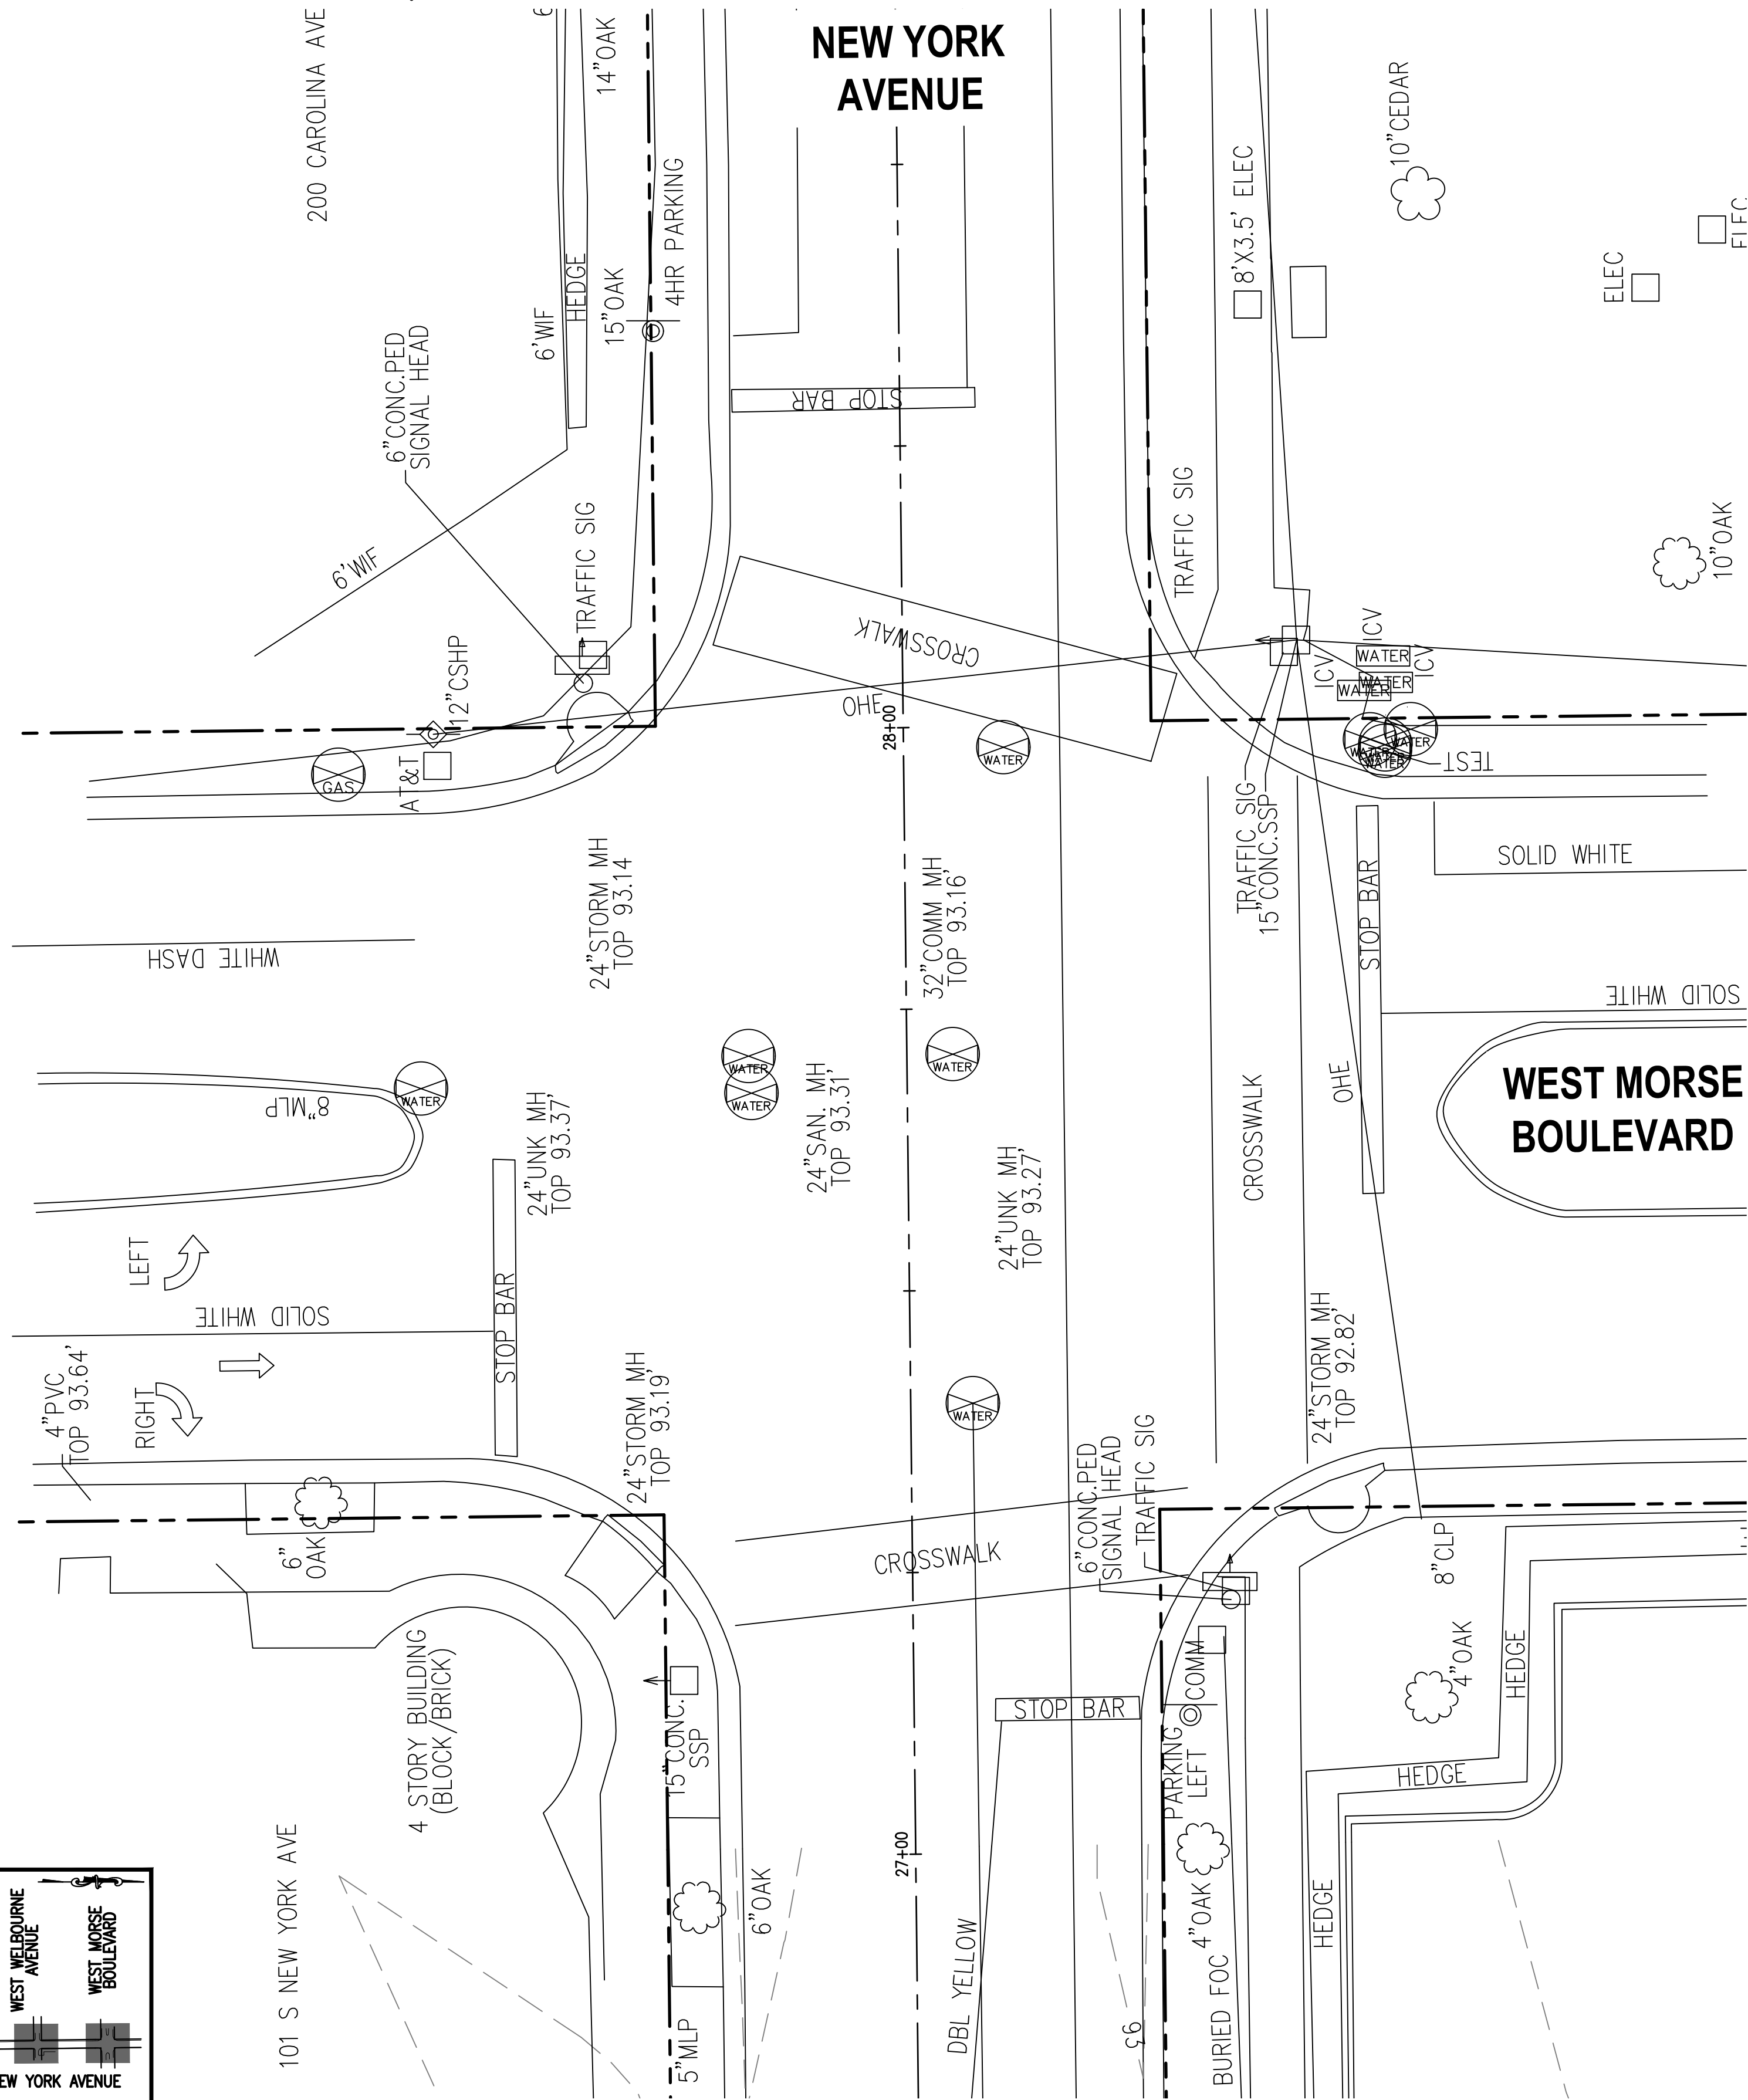 NEW YORK
AVENUE
200 CAROLINA AVE
14"OAK
10"CEDAR
4HR PARKING
8'X3.5' ELEC
HEDGE
15"OAK
6'WIF
ELEC
6"CONC.PED
SIGNAL HEAD
STOP BAR
6'WIF
TRAFFIC SIG
TRAFFIC SIG
10"OAK
CROSSWALK
12"CSHP
ICV
ICV
ICV
WATER
WATER
WATER
OHE
28+00
WATER
GAS
AT&T
WATER
WATER
WATER
WATER
TEST
TRAFFIC SIG
15"CONC.SSP
24"STORM MH
TOP 93.14
32"COMM MH
TOP 93.16'
SOLID WHITE
STOP BAR
WHITE DASH
SOLID WHITE
8"MLP
WATER
WATER
WATER
WATER
24"UNK MH
TOP 93.37'
24"SAN. MH
TOP 93.31'
CROSSWALK
OHE
WEST MORSE
BOULEVARD
24"UNK MH
TOP 93.27'
LEFT
SOLID WHITE
STOP BAR
4"PVC
TOP 93.64'
RIGHT
24"STORM MH
TOP 93.19'
WATER
24"STORM MH
TOP 92.82'
6"CONC.PED
SIGNAL HEAD
TRAFFIC SIG
6"
OAK
CROSSWALK
8"CLP
4 STORY BUILDING
(BLOCK/BRICK)
COMM
4"OAK
HEDGE
15"CONC.
SSP
STOP BAR
PARKING
LEFT
HEDGE
27+00
101 S NEW YORK AVE
6"OAK
4"OAK
HEDGE
DBL YELLOW
BURIED FOC
93
5"MLP
WEST WELBOURNE
AVENUE
WEST MORSE
BOULEVARD
EW YORK AVENUE